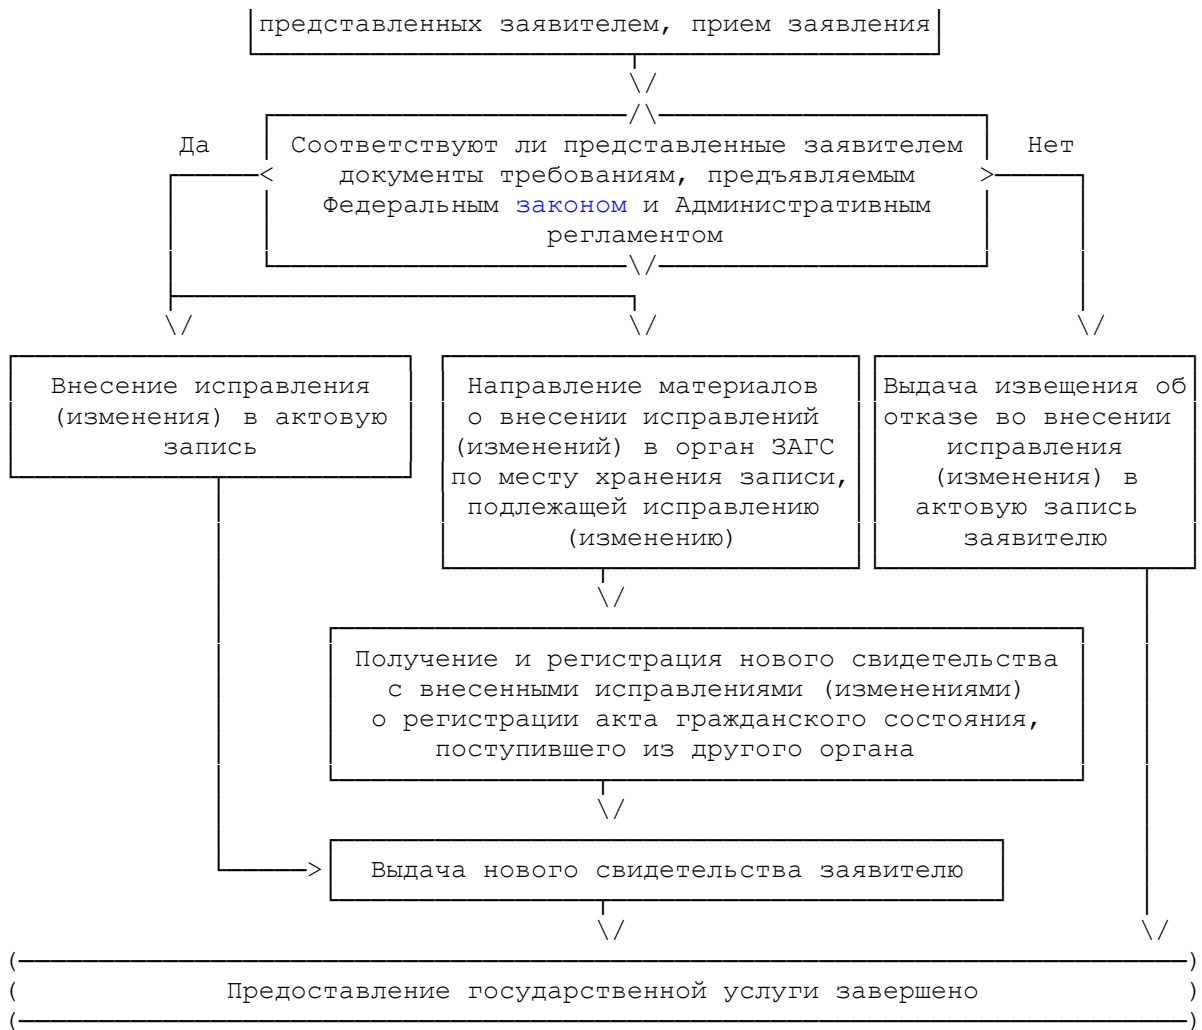 представленных заявителем, прием заявления
Да
Соответствуют ли представленные заявителем
Нет
документы требованиям, предъявляемым
Федеральным законом и Административным
регламентом
Внесение исправления
(изменения) в актовую
запись
Направление материалов
о внесении исправлений
(изменений) в орган ЗАГС
по месту хранения записи,
подлежащей исправлению
(изменению)
Выдача извещения об
отказе во внесении
исправления
(изменения) в
актовую запись
заявителю
Получение и регистрация нового свидетельства
с внесенными исправлениями (изменениями)
о регистрации акта гражданского состояния,
поступившего из другого органа
Выдача нового свидетельства заявителю
Предоставление государственной услуги завершено